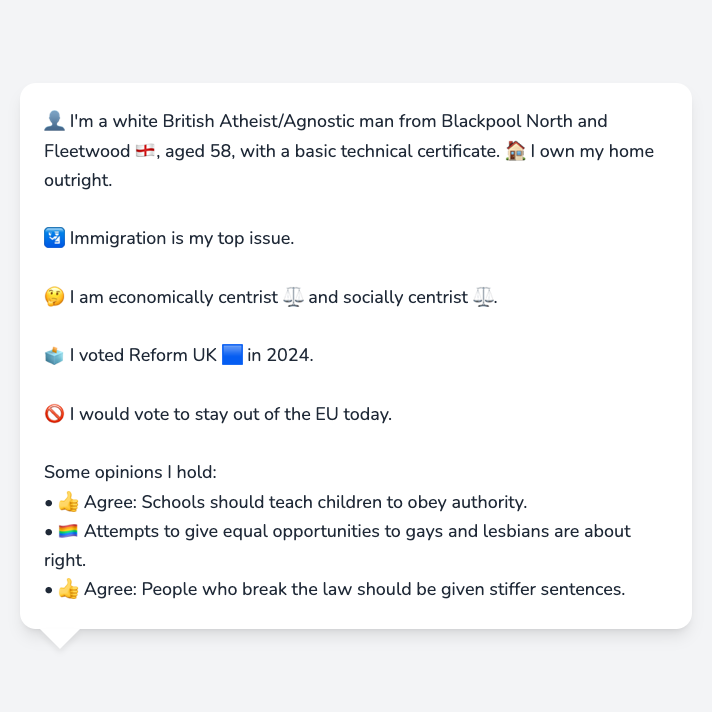 👤 I'm a white British Atheist/Agnostic man from Blackpool North and
Fleetwood 🏴󠁧󠁢󠁥󠁮󠁧󠁿, aged 58, with a basic technical certificate. 🏠 I own my home
outright.
🛂 Immigration is my top issue.
🤔 I am economically centrist ⚖️ and socially centrist ⚖️.
🗳️ I voted Reform UK 🟦 in 2024.
🚫 I would vote to stay out of the EU today.
Some opinions I hold:
• 👍 Agree: Schools should teach children to obey authority.
• 🏳️‍🌈 Attempts to give equal opportunities to gays and lesbians are about
right.
• 👍 Agree: People who break the law should be given stiffer sentences.